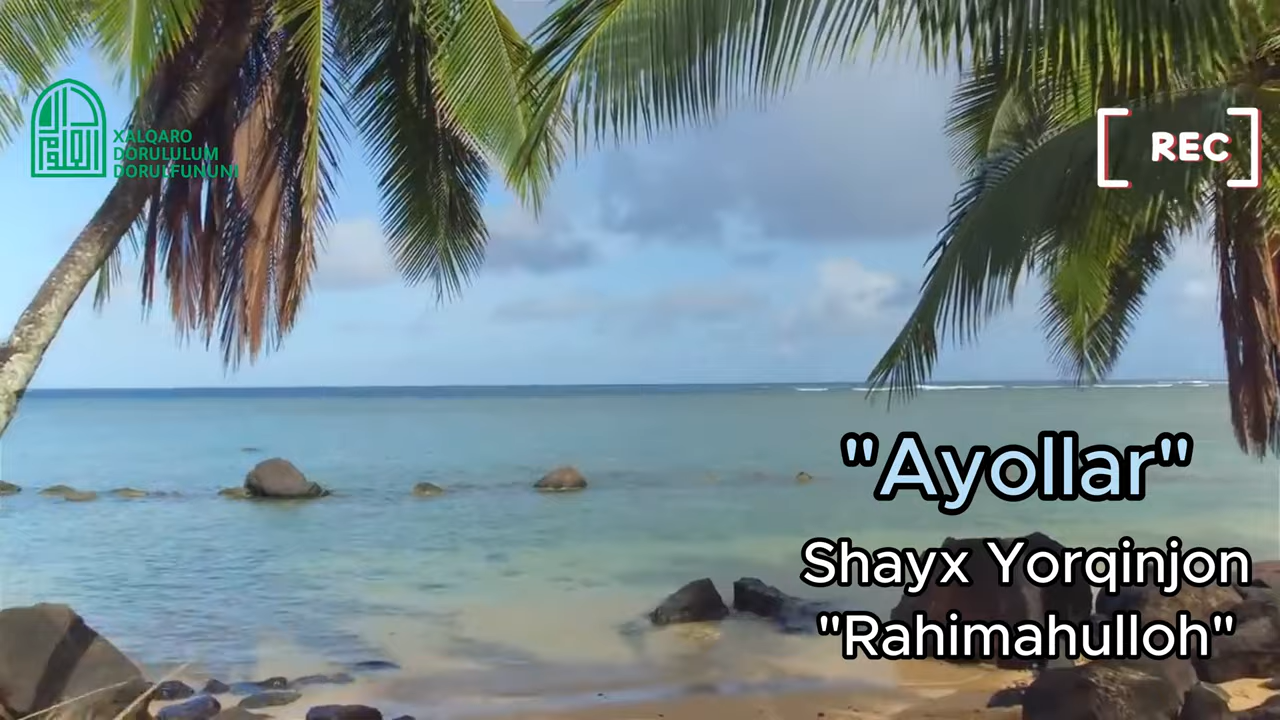 XALQARO
DORULULUM
DORULFUNUNI
REC
"Ayollar"
Shayx Yorqinjon
"Rahimahulloh"